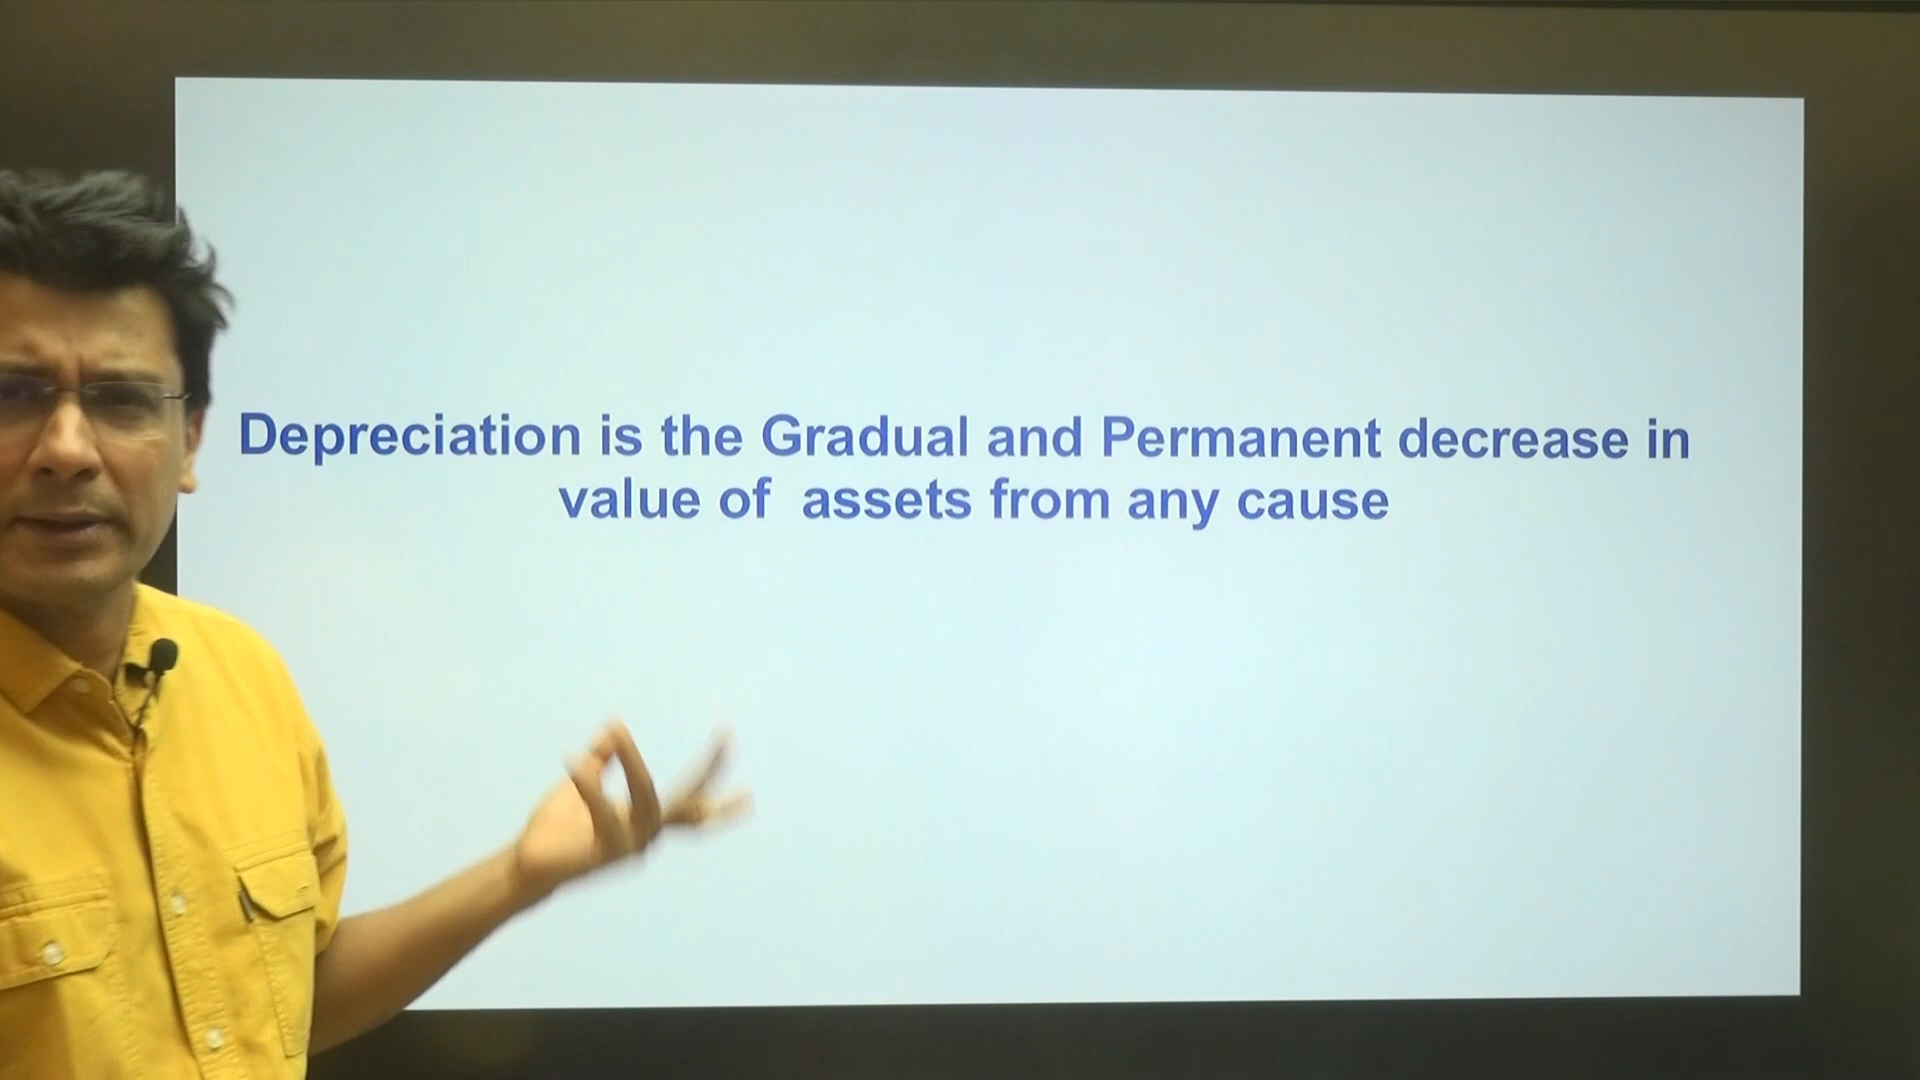 Depreciation is the Gradual and Permanent decrease in
value of  assets from any cause